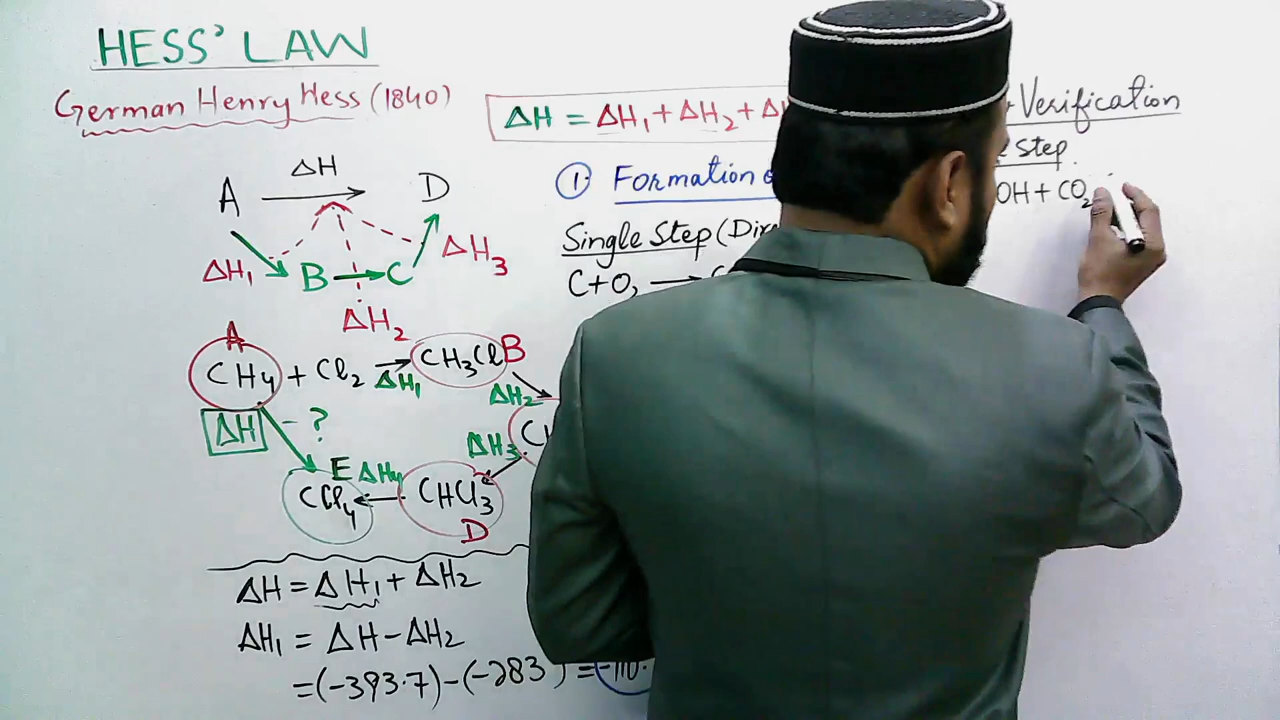 HESS' LAW
German Henry Hess (1840)
ΔH
A → D
ΔH₁ B → C ΔH₃
ΔH₂
A
CH4 + Cl2 → CH3Cl B
ΔH₁
ΔH₂
ΔH - ?
ΔH₃
E ΔH4
CCl4 ← CHCl3
D
ΔH = ΔH₁ + ΔH2
ΔH₁ = ΔH - ΔH2
= (-393.7) - (-283) = -110.
ΔH = ΔH₁ + ΔH₂ +
① Formation
Single Step
C + O₂ →
Verification
Step
OH + CO₂